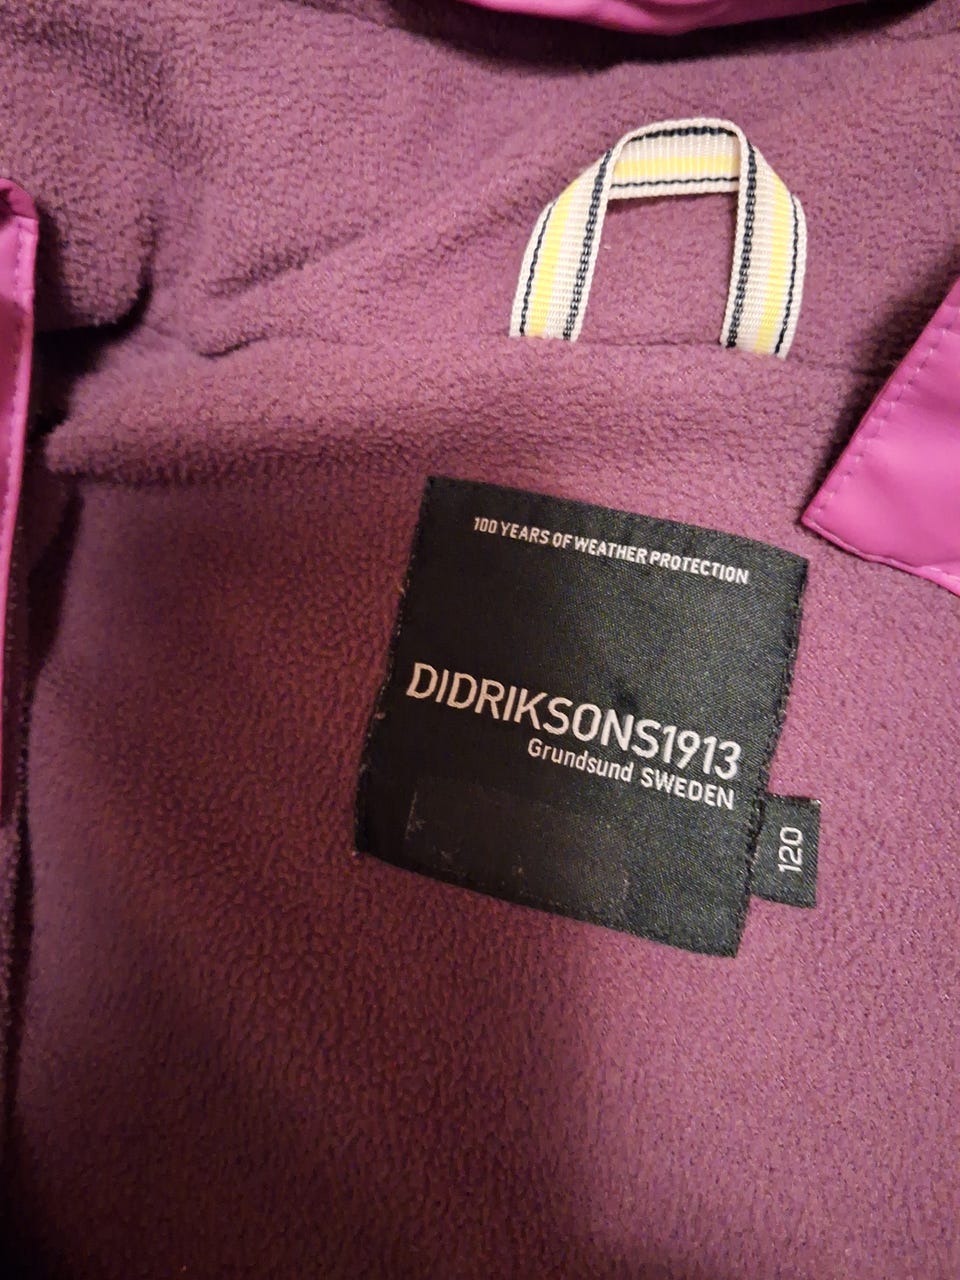 100 YEARS OF WEATHER PROTECTION
DIDRIKSONS1913
Grundsund SWEDEN
120